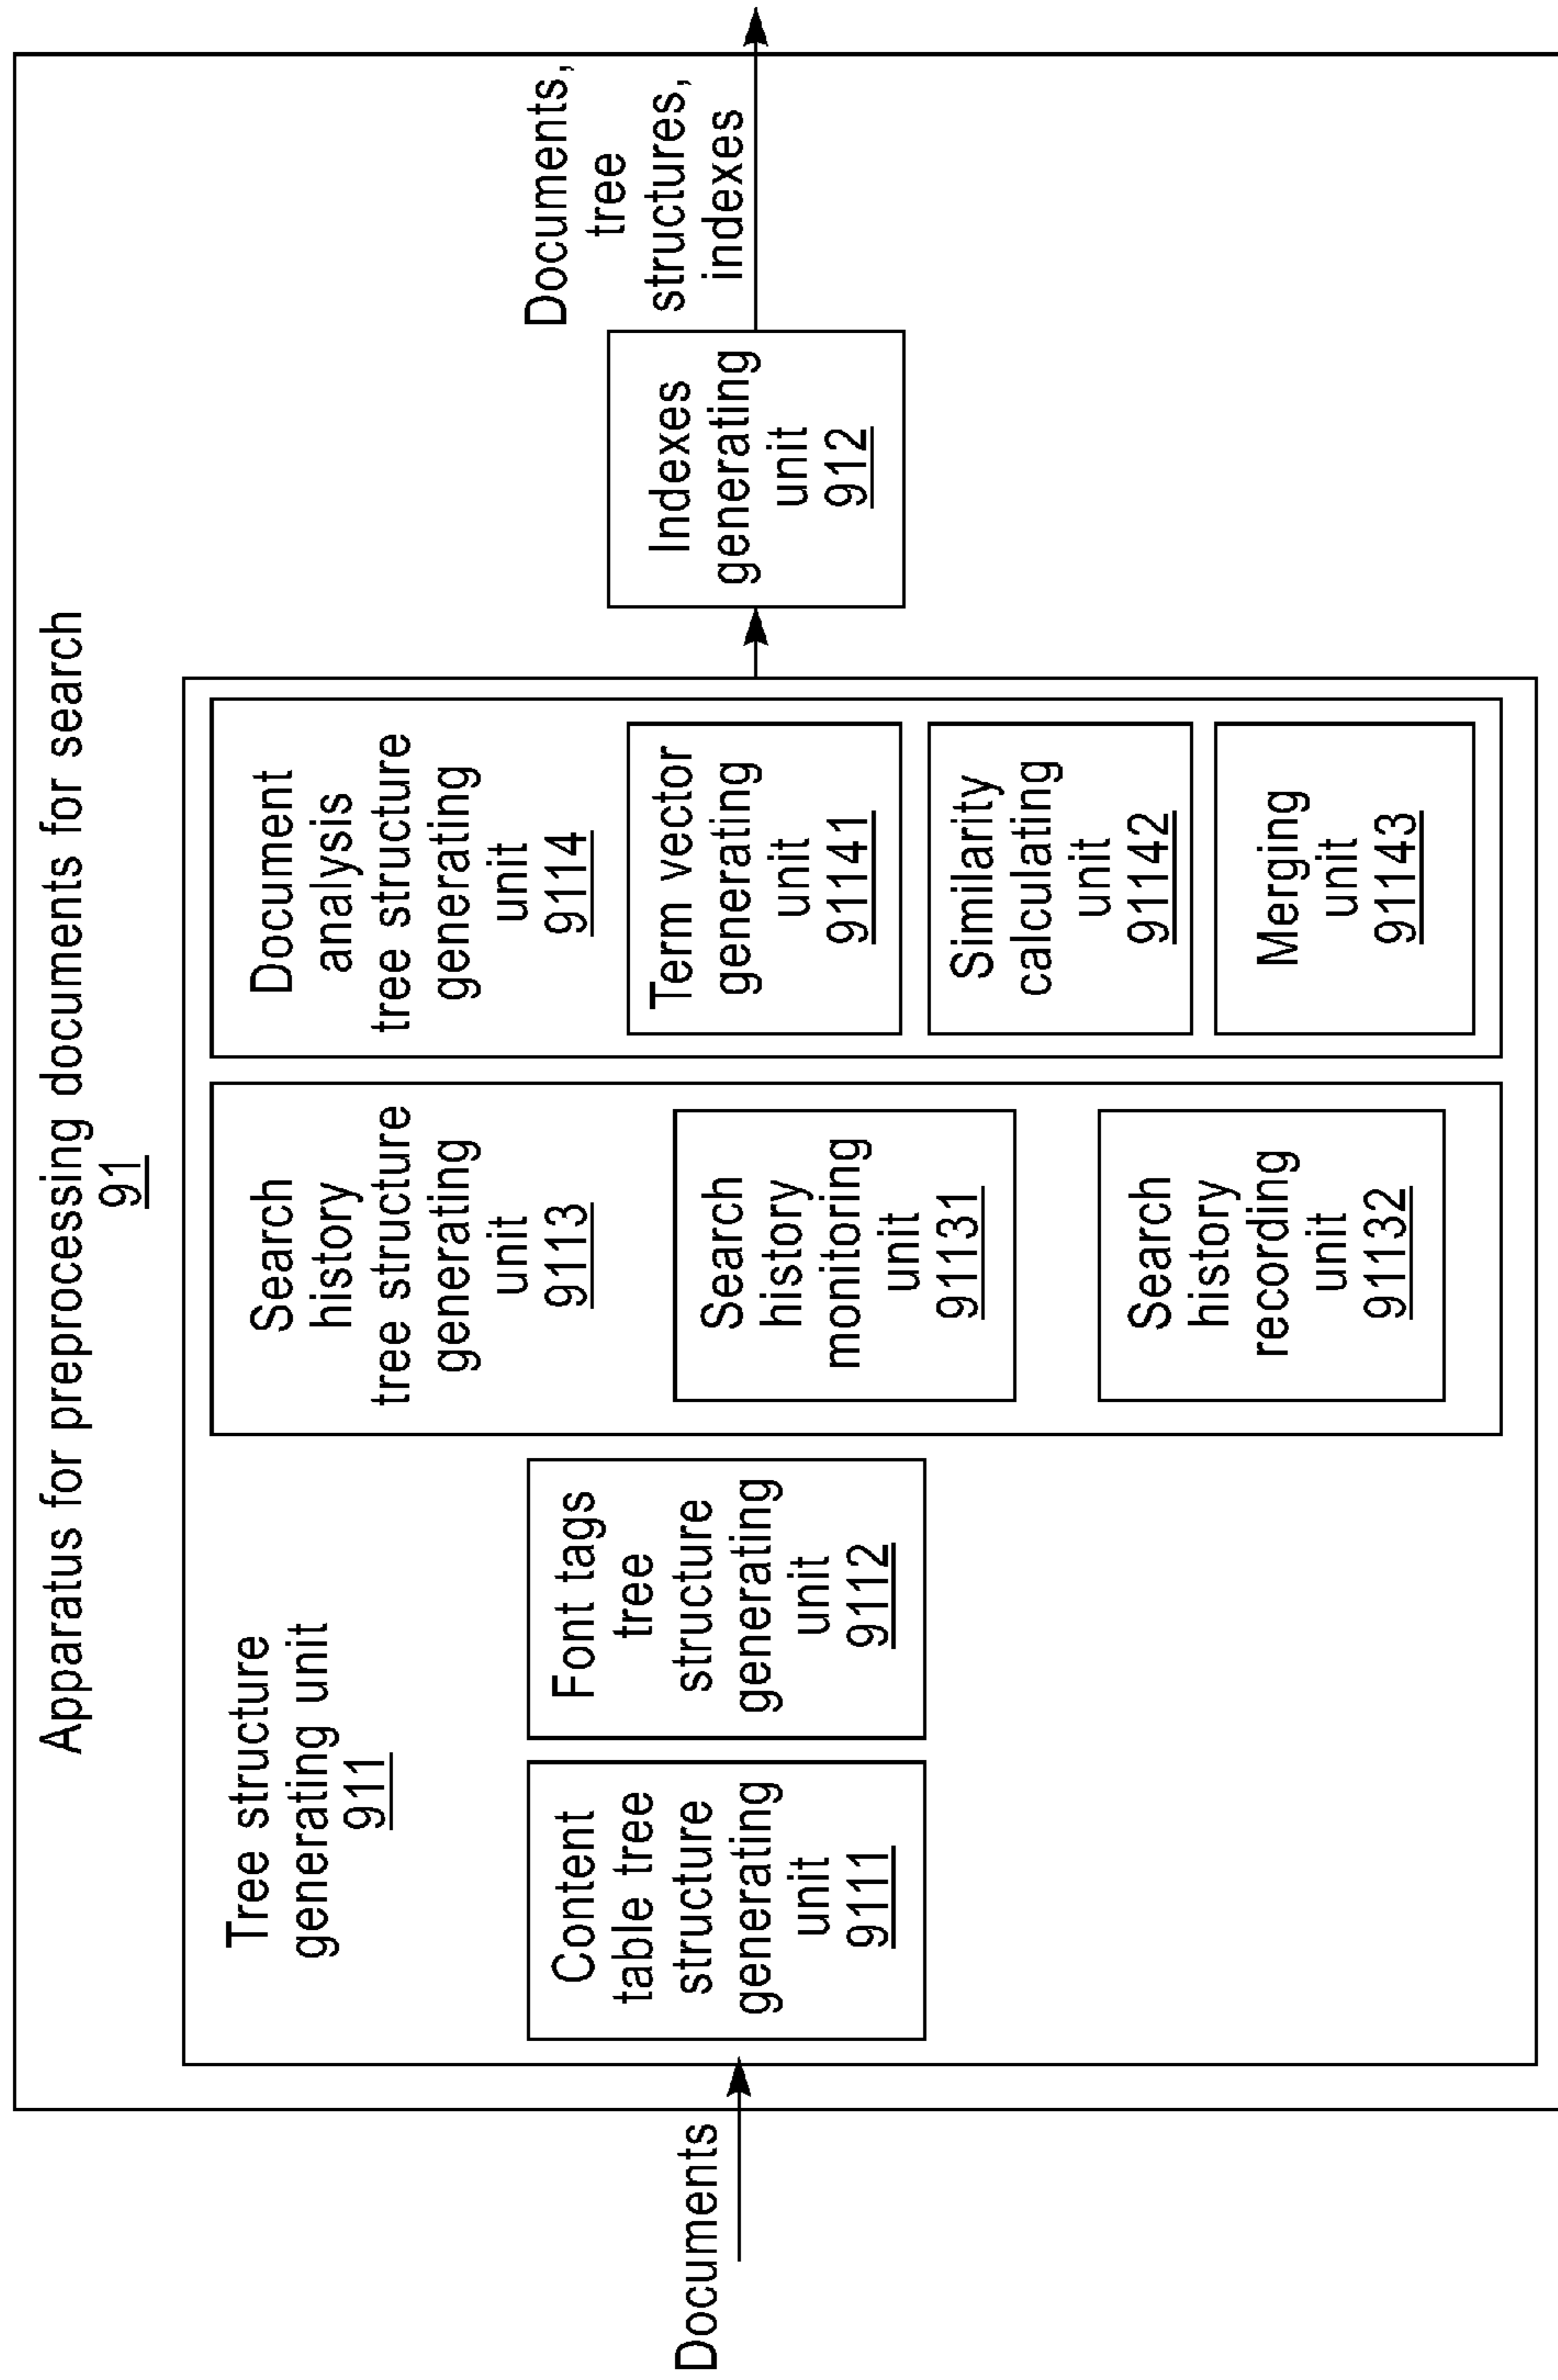 Apparatus for preprocessing documents for search
91
Documents
Tree structure
generating unit
911
Content
table tree
structure
generating
unit
9111
Font tags
tree
structure
generating
unit
9112
Search
history
tree structure
generating
unit
9113
Search
history
monitoring
unit
91131
Search
history
recording
unit
91132
Document
analysis
tree structure
generating
unit
9114
Term vector
generating
unit
91141
Similarity
calculating
unit
91142
Merging
unit
91143
Indexes
generating
unit
912
Documents,
tree
structures,
indexes